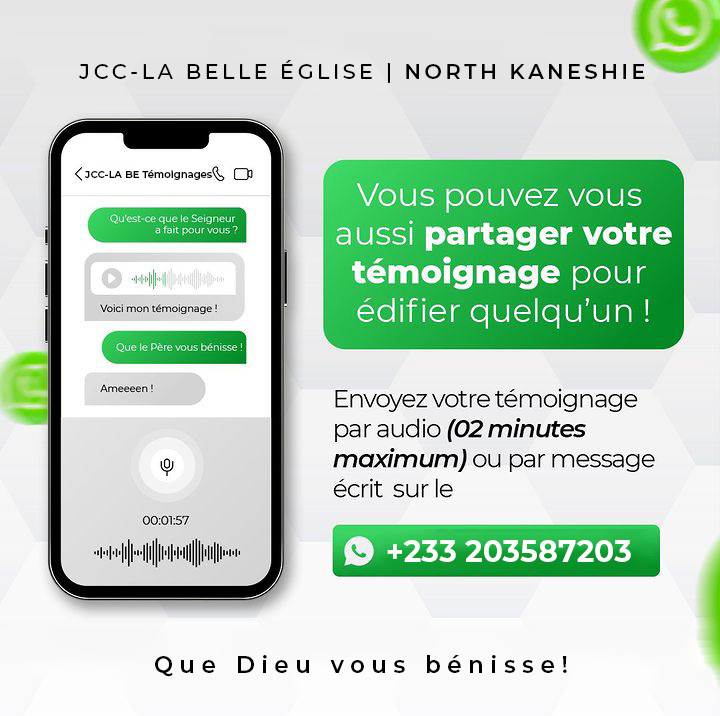 JCC-LA BELLE ÉGLISE | NORTH KANESHIE
JCC-LA BE Témoignages
Qu'est-ce que le Seigneur
a fait pour vous ?
Voici mon témoignage !
Que le Père vous bénisse !
Ameeeen !
00:01:57
Vous pouvez vous
aussi partager votre
témoignage pour
édifier quelqu'un !
Envoyez votre témoignage
par audio (02 minutes
maximum) ou par message
écrit sur le
+233 203587203
Que Dieu vous bénisse!